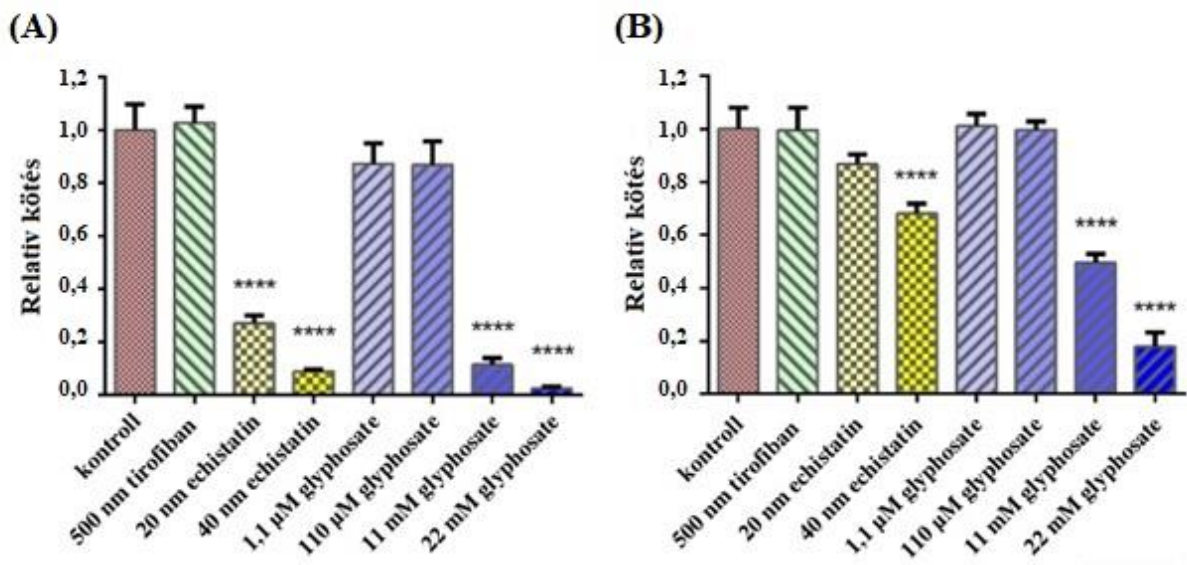 (A)
Relatív kötés
1,2
1,0
0,8
0,6
0,4
0,2
0,0
****
****
****
****
kontroll
500 nm tirofiban
20 nm echistatin
40 nm echistatin
1,1 µM glyphosate
110 µM glyphosate
11 mM glyphosate
22 mM glyphosate
(B)
Relatív kötés
1,2
1,0
0,8
0,6
0,4
0,2
0,0
****
****
****
kontroll
500 nm tirofiban
20 nm echistatin
40 nm echistatin
1,1 µM glyphosate
110 µM glyphosate
11 mM glyphosate
22 mM glyphosate